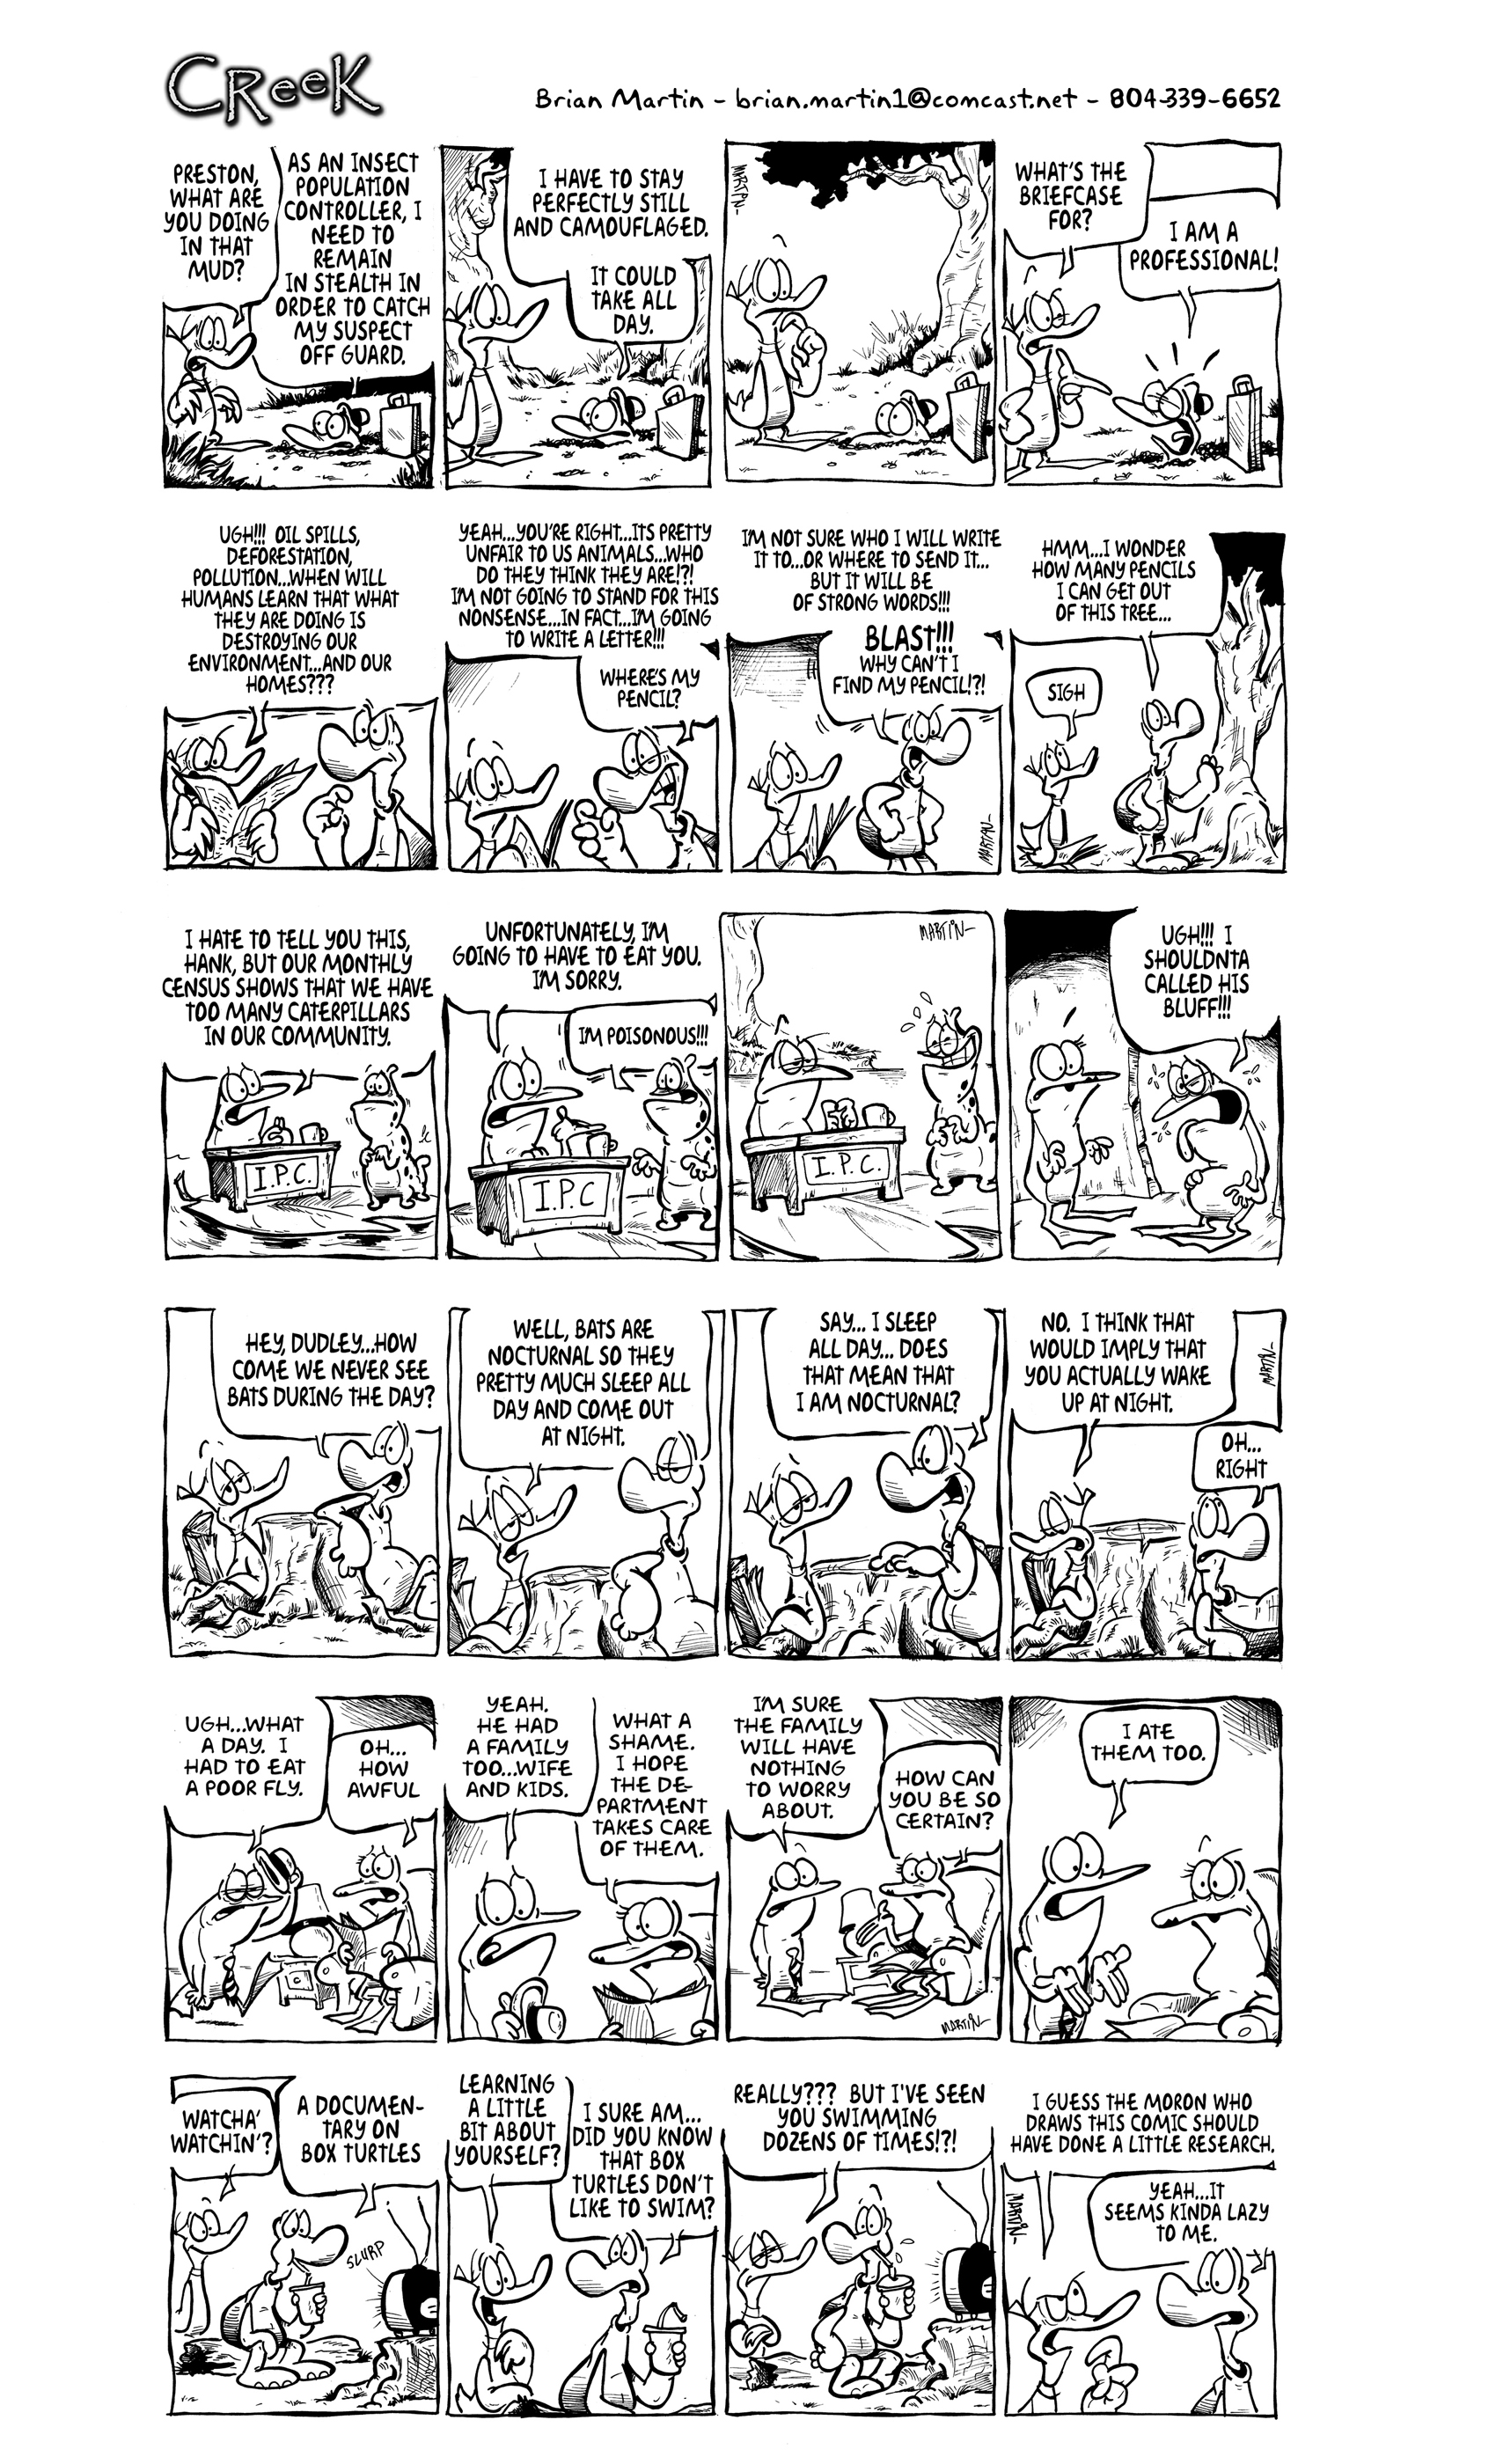 CReeK
Brian Martin - brian.martin1@comcast.net - 804-339-6652
PRESTON,
WHAT ARE
YOU DOING
IN THAT
MUD?
AS AN INSECT
POPULATION
CONTROLLER, I
NEED TO
REMAIN
IN STEALTH IN
ORDER TO CATCH
MY SUSPECT
OFF GUARD.
I HAVE TO STAY
PERFECTLY STILL
AND CAMOUFLAGED.
IT COULD
TAKE ALL
DAY.
MARTIN-
WHAT'S THE
BRIEFCASE
FOR?
I AM A
PROFESSIONAL!
UGH!!! OIL SPILLS,
DEFORESTATION,
POLLUTION...WHEN WILL
HUMANS LEARN THAT WHAT
THEY ARE DOING IS
DESTROYING OUR
ENVIRONMENT...AND OUR
HOMES???
YEAH...YOU'RE RIGHT...ITS PRETTY
UNFAIR TO US ANIMALS...WHO
DO THEY THINK THEY ARE!?!
I'M NOT GOING TO STAND FOR THIS
NONSENSE...IN FACT...I'M GOING
TO WRITE A LETTER!!!
WHERE'S MY
PENCIL?
I'M NOT SURE WHO I WILL WRITE
IT TO...OR WHERE TO SEND IT...
BUT IT WILL BE
OF STRONG WORDS!!!
BLAST!!!
WHY CAN'T I
FIND MY PENCIL!?!
MARTIN-
HMM...I WONDER
HOW MANY PENCILS
I CAN GET OUT
OF THIS TREE...
SIGH
I HATE TO TELL YOU THIS,
HANK, BUT OUR MONTHLY
CENSUS SHOWS THAT WE HAVE
TOO MANY CATERPILLARS
IN OUR COMMUNITY.
I.P.C.
UNFORTUNATELY, I'M
GOING TO HAVE TO EAT YOU.
I'M SORRY.
I'M POISONOUS!!!
I.P.C
MARTIN-
I.P.C.
UGH!!! I
SHOULDNTA
CALLED HIS
BLUFF!!!
HEY, DUDLEY...HOW
COME WE NEVER SEE
BATS DURING THE DAY?
WELL, BATS ARE
NOCTURNAL SO THEY
PRETTY MUCH SLEEP ALL
DAY AND COME OUT
AT NIGHT.
SAY... I SLEEP
ALL DAY... DOES
THAT MEAN THAT
I AM NOCTURNAL?
NO. I THINK THAT
WOULD IMPLY THAT
YOU ACTUALLY WAKE
UP AT NIGHT.
MARTIN-
OH...
RIGHT
UGH...WHAT
A DAY. I
HAD TO EAT
A POOR FLY.
OH...
HOW
AWFUL
YEAH.
HE HAD
A FAMILY
TOO...WIFE
AND KIDS.
WHAT A
SHAME.
I HOPE
THE DE-
PARTMENT
TAKES CARE
OF THEM.
I'M SURE
THE FAMILY
WILL HAVE
NOTHING
TO WORRY
ABOUT.
HOW CAN
YOU BE SO
CERTAIN?
MARTIN-
I ATE
THEM TOO.
WATCHA'
WATCHIN'?
A DOCUMEN-
TARY ON
BOX TURTLES
SLURP
LEARNING
A LITTLE
BIT ABOUT
YOURSELF?
I SURE AM...
DID YOU KNOW
THAT BOX
TURTLES DON'T
LIKE TO SWIM?
REALLY??? BUT I'VE SEEN
YOU SWIMMING
DOZENS OF TIMES!?!
I GUESS THE MORON WHO
DRAWS THIS COMIC SHOULD
HAVE DONE A LITTLE RESEARCH.
MARTIN-
YEAH...IT
SEEMS KINDA LAZY
TO ME.